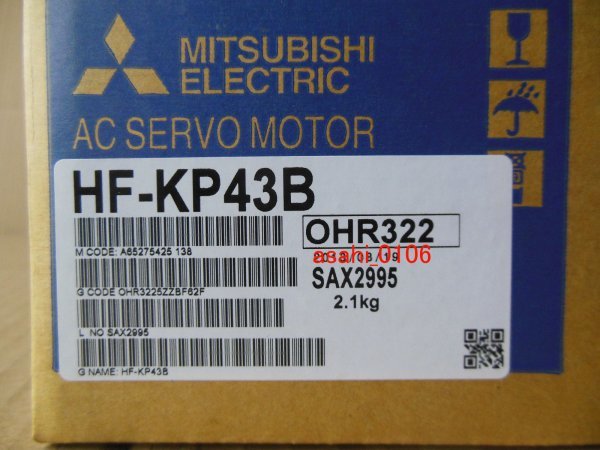 MITSUBISHI
ELECTRIC
AC SERVO MOTOR
HF-KP43B
OHR322
asahi_0106
M CODE: A65275425 138
SAX2995
G CODE OHR3225ZZBF62F
2.1kg
L NO SAX2995
G NAME: HF-KP43B